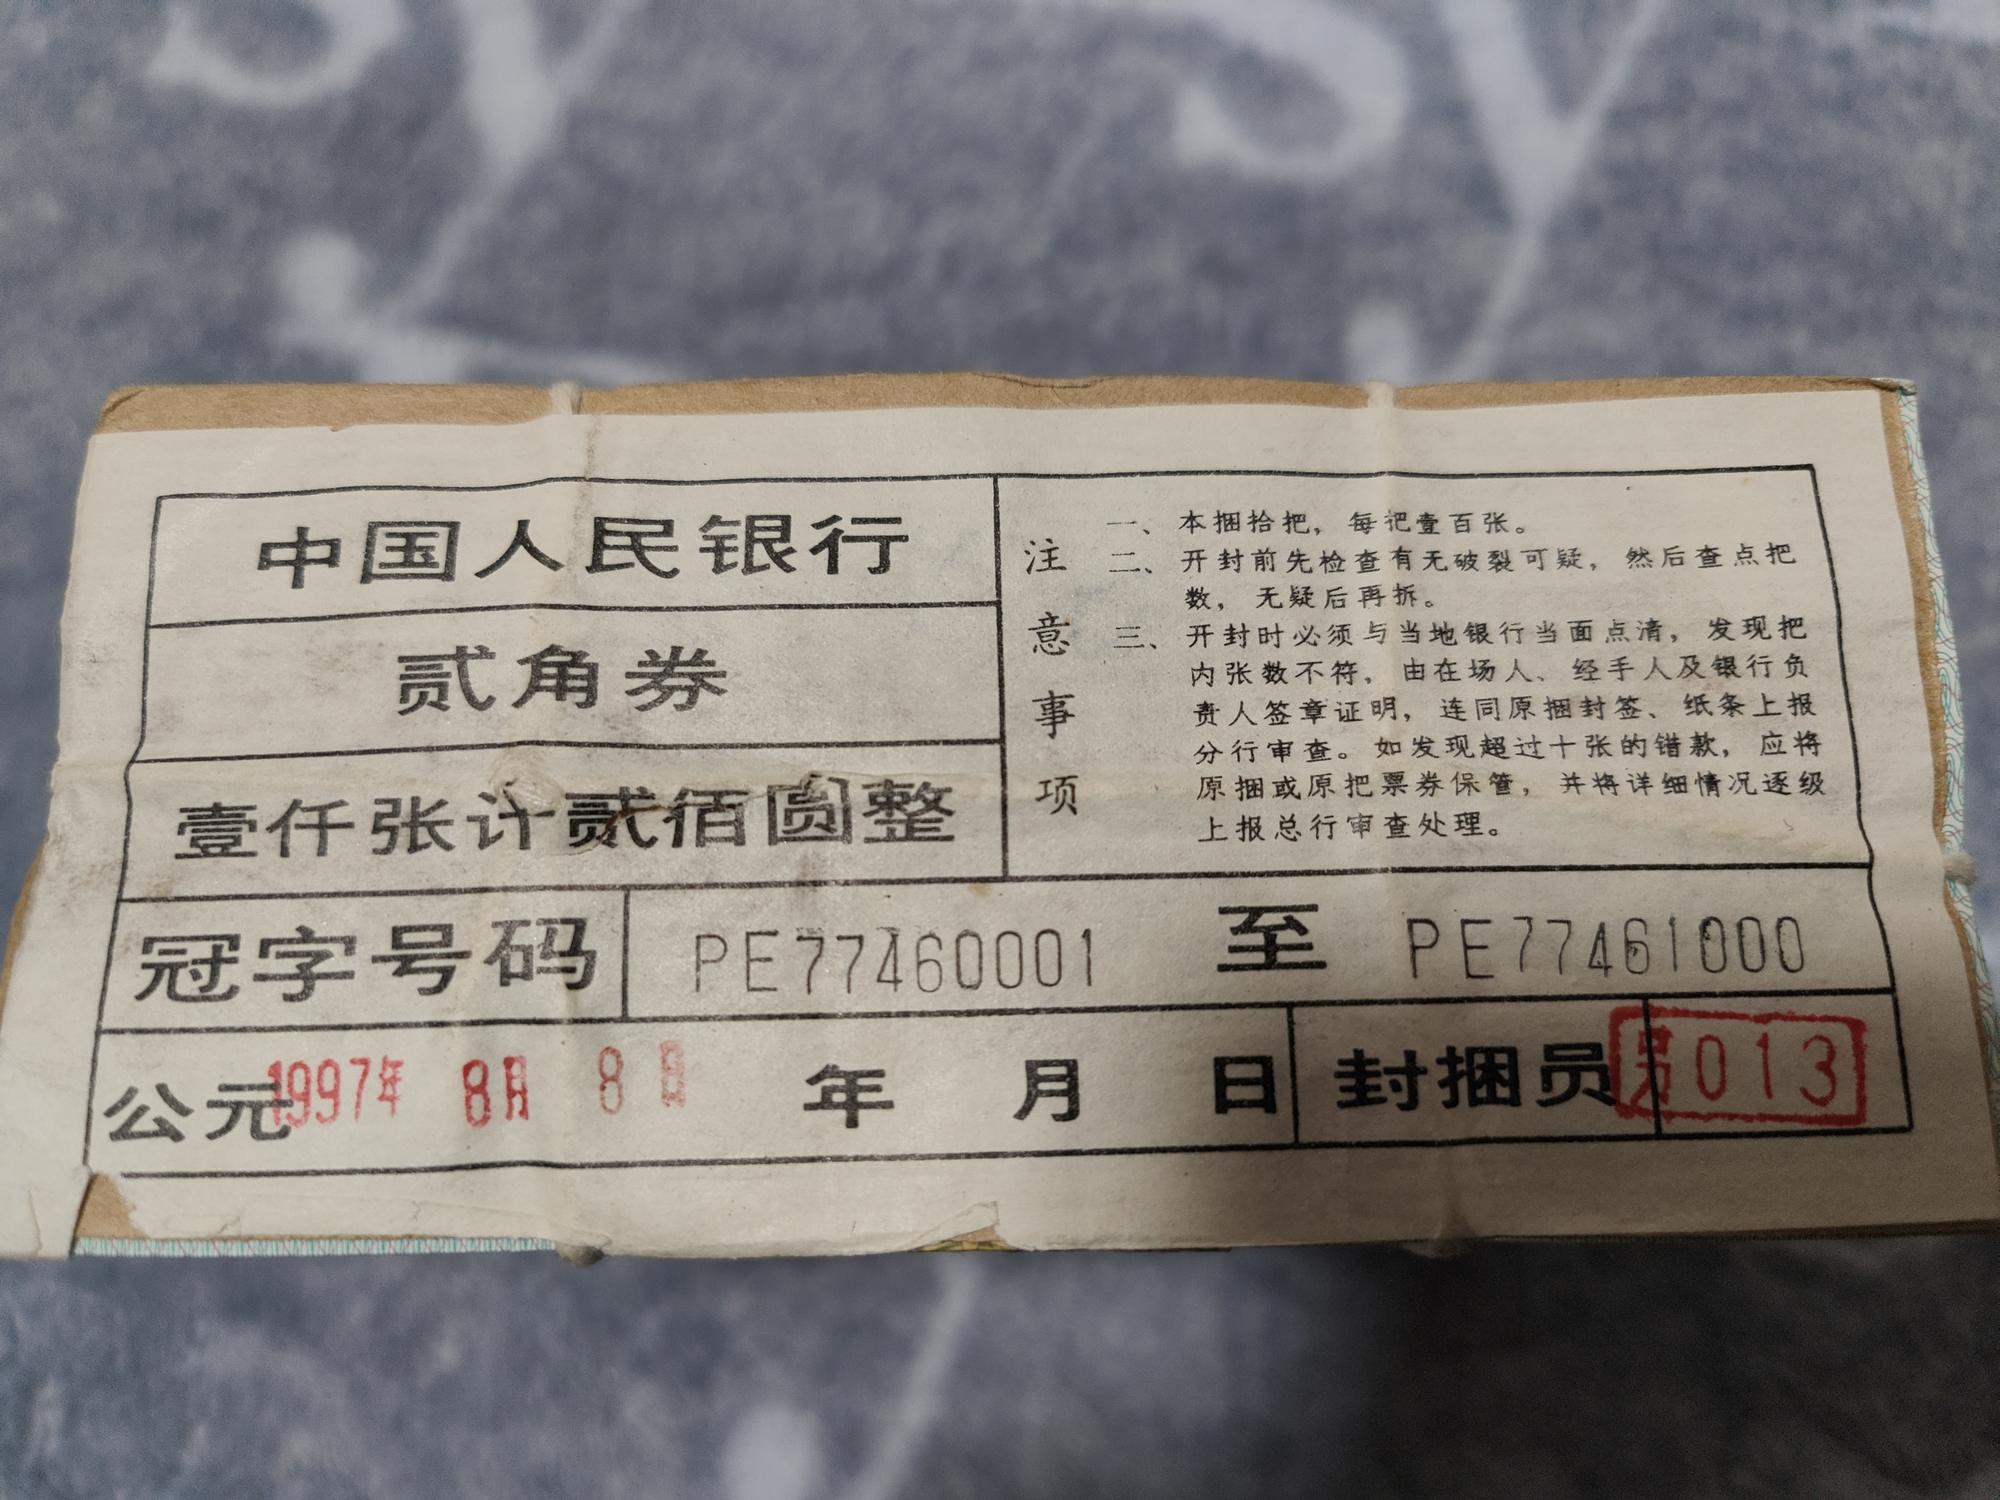 中国人民银行
贰角券
壹仟张计贰佰圆整
注意事项
一、本捆拾把，每把壹百张。
二、开封前先检查有无破裂可疑，然后查点把
数，无疑后再拆。
三、开封时必须与当地银行当面点清，发现把
内张数不符，由在场人、经手人及银行负
责人签章证明，连同原捆封签、纸条上报
分行审查。如发现超过十张的错款，应将
原捆或原把票券保管，并将详细情况逐级
上报总行审查处理。
冠字号码 PE77460001 至 PE77461000
公元1997年 8月 8日 年 月 日 封捆员 013